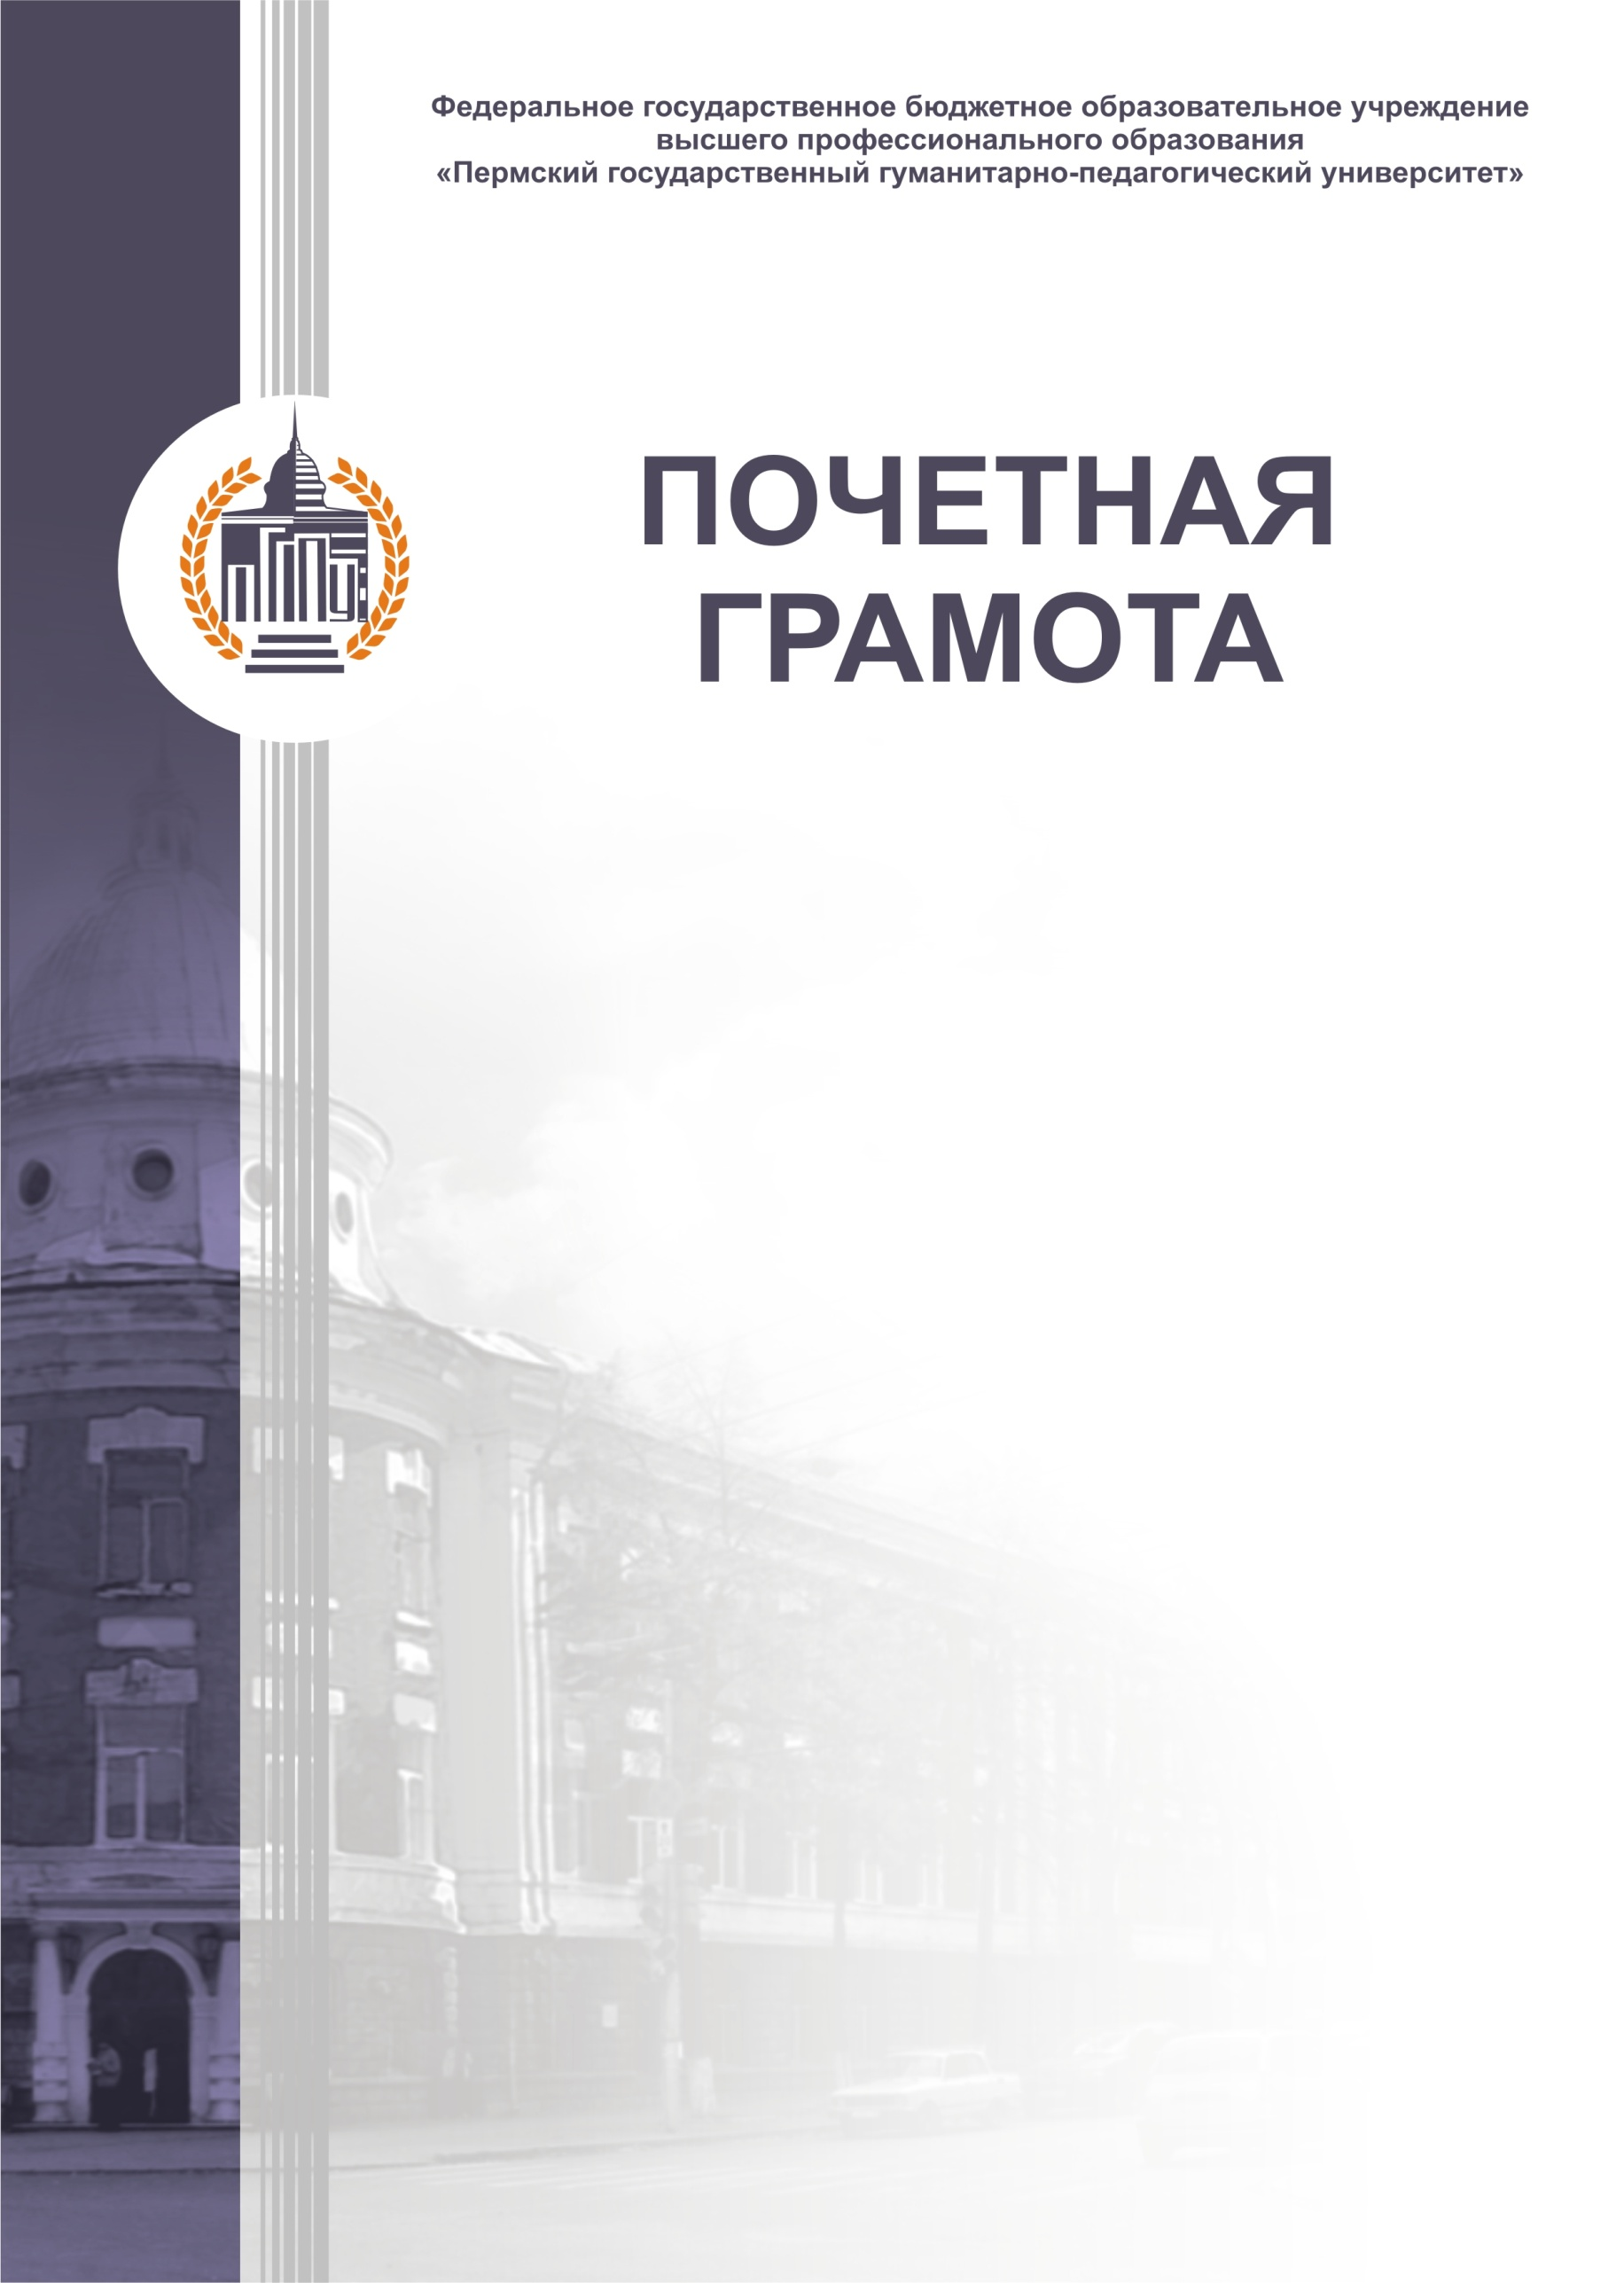 Федеральное государственное бюджетное образовательное учреждение
высшего профессионального образования
«Пермский государственный гуманитарно-педагогический университет»
ПОЧЕТНАЯ
ГРАМОТА